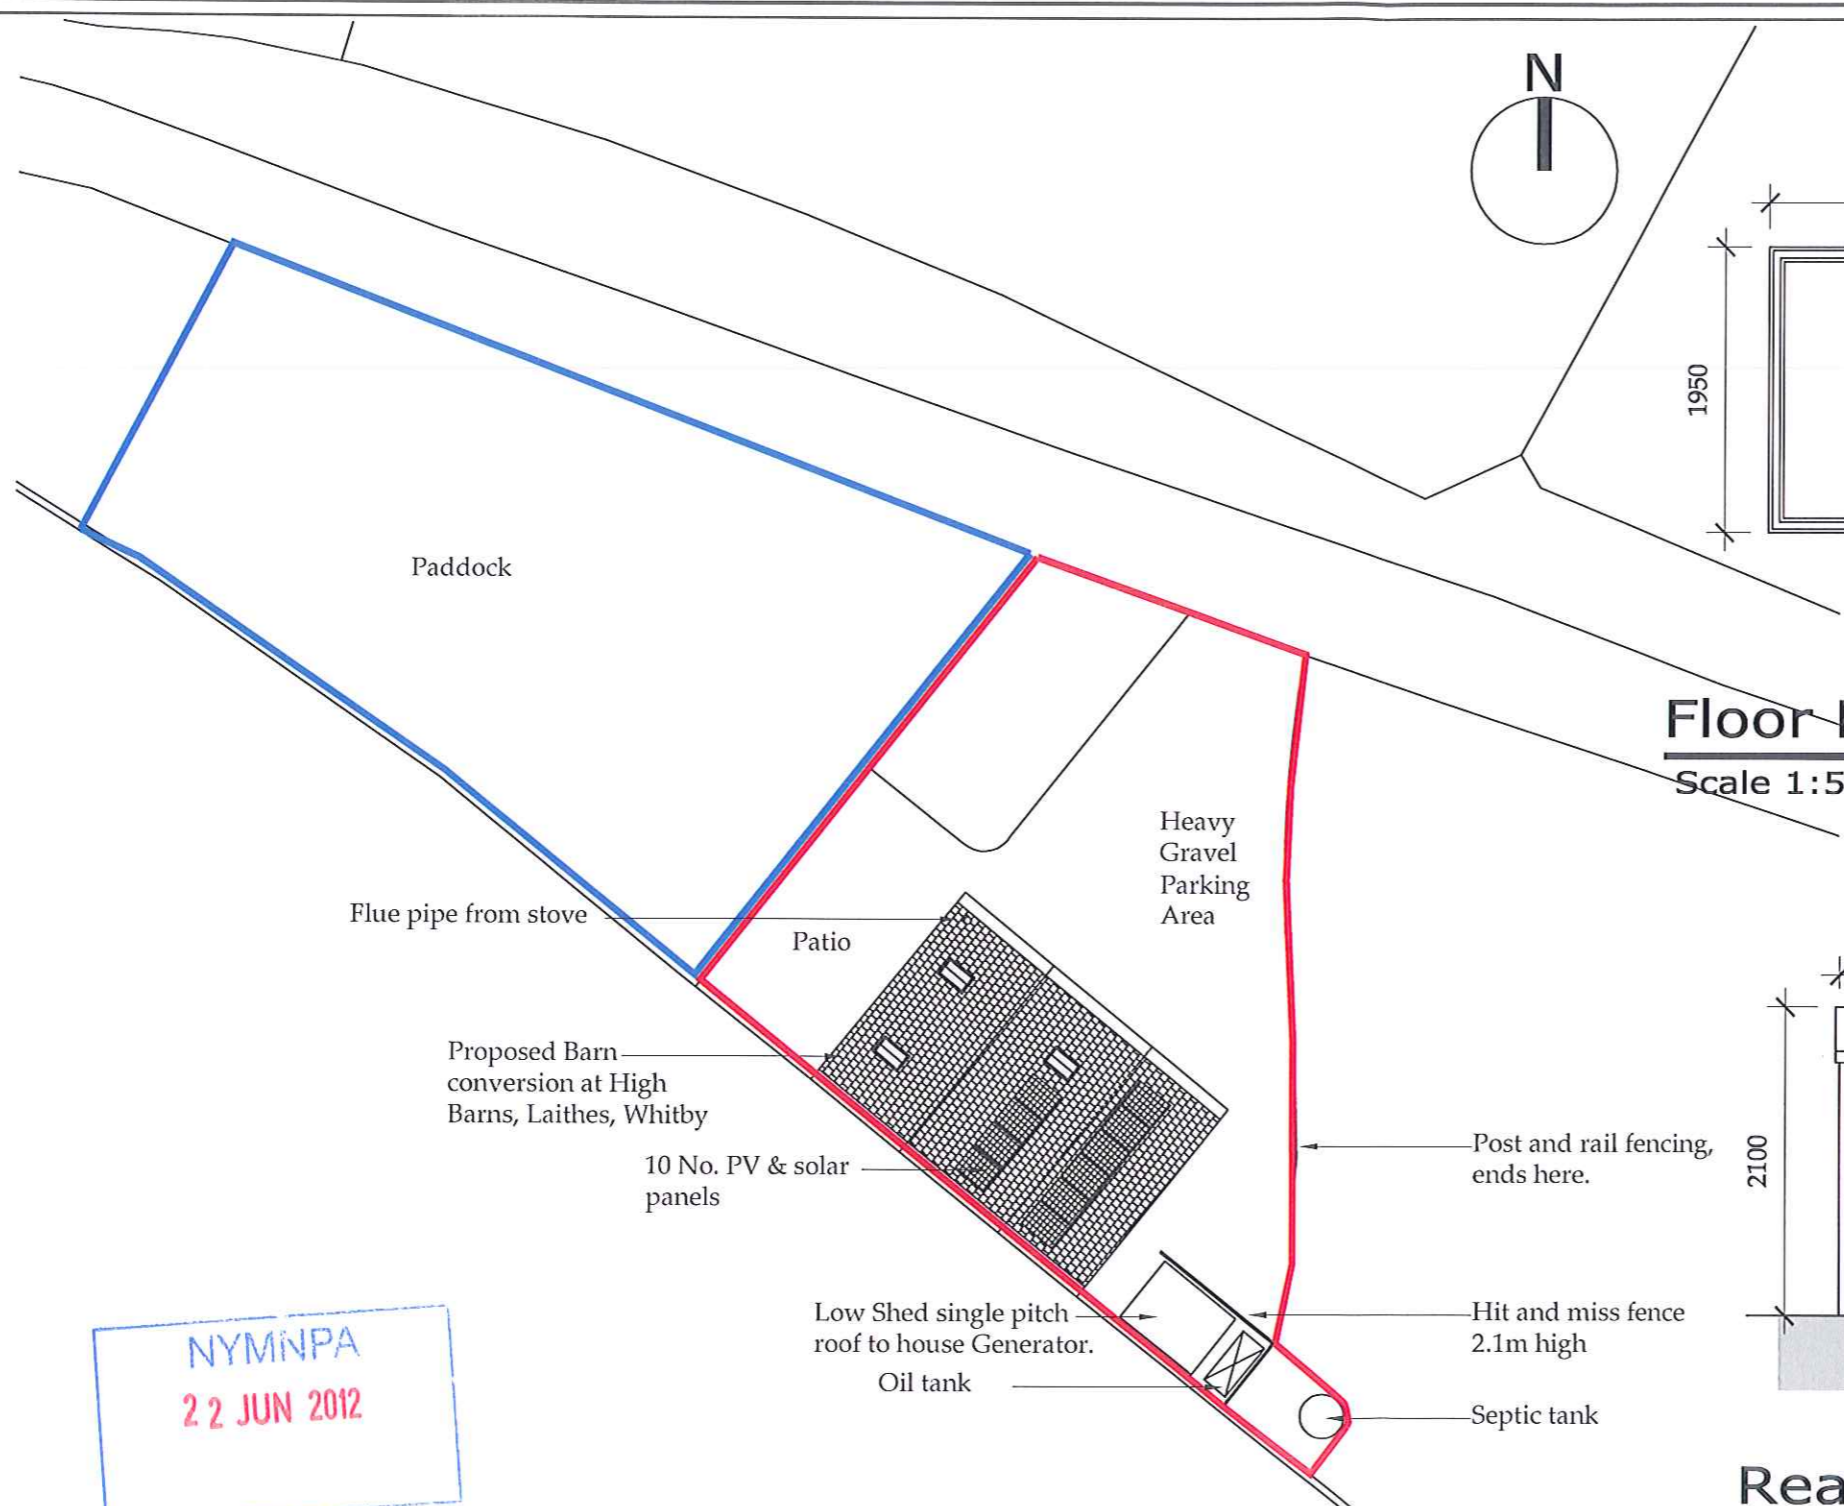 N
1950
Paddock
Floor
Scale 1:5
Heavy
Gravel
Parking
Area
Flue pipe from stove
Patio
Proposed Barn
conversion at High
Barns, Laithes, Whitby
10 No. PV & solar
panels
Post and rail fencing,
ends here.
2100
Low Shed single pitch
roof to house Generator.
Hit and miss fence
2.1m high
Oil tank
Septic tank
NYMNPA
22 JUN 2012
Rea